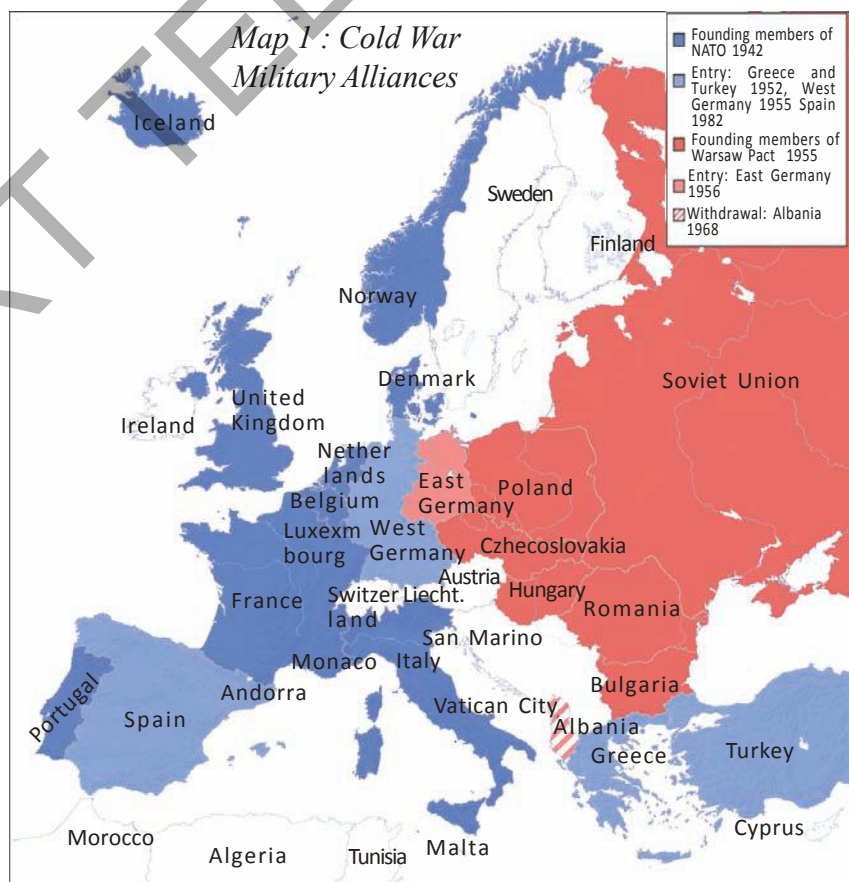 Map 1 : Cold War
Military Alliances
Founding members of
NATO 1942
Entry: Greece and
Turkey 1952, West
Germany 1955 Spain
1982
Founding members of
Warsaw Pact 1955
Entry: East Germany
1956
Withdrawal: Albania
1968
Iceland
Sweden
Finland
Norway
Denmark
Soviet Union
Ireland
United
Kingdom
Nether
lands
Belgium
Luxexm
bourg
West
Germany
East
Germany
Poland
Czhecoslovakia
Austria
Switzer
land
Liecht.
Hungary
Romania
France
San Marino
Monaco
Italy
Bulgaria
Andorra
Portugal
Spain
Vatican City
Albania
Greece
Turkey
Morocco
Algeria
Tunisia
Malta
Cyprus